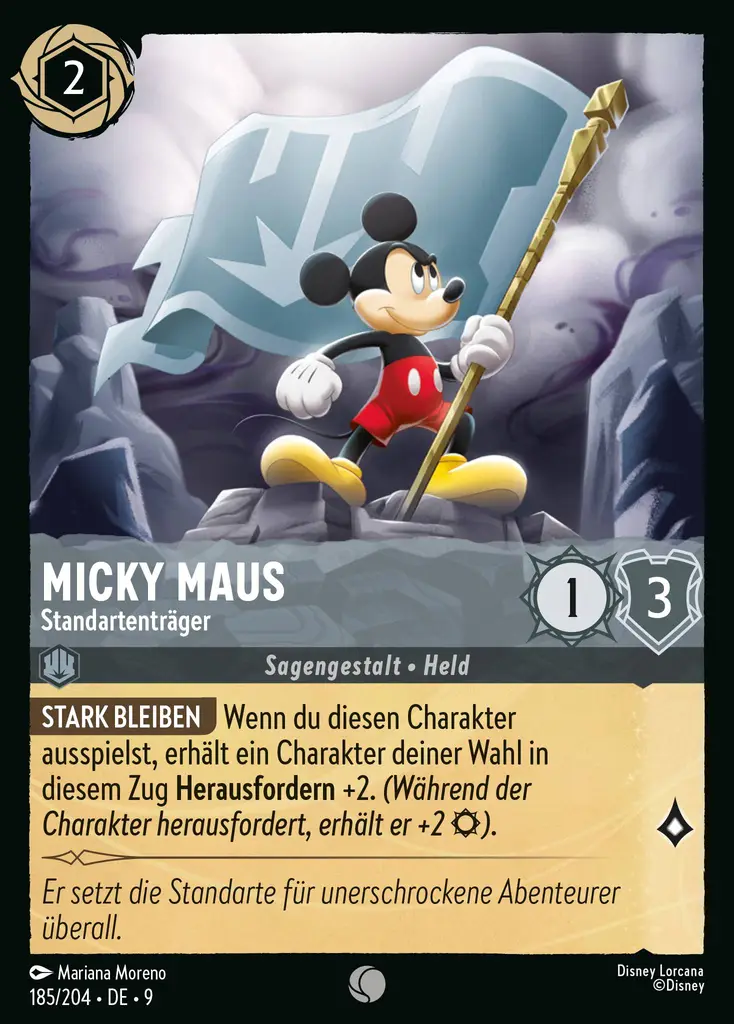 2
MICKY MAUS
Standartenträger
1
3
Sagengestalt • Held
STARK BLEIBEN Wenn du diesen Charakter
ausspielst, erhält ein Charakter deiner Wahl in
diesem Zug Herausfordern +2. (Während der
Charakter herausfordert, erhält er +2 ).
Er setzt die Standarte für unerschrockene Abenteurer
überall.
Mariana Moreno
185/204 • DE • 9
Disney Lorcana
©Disney